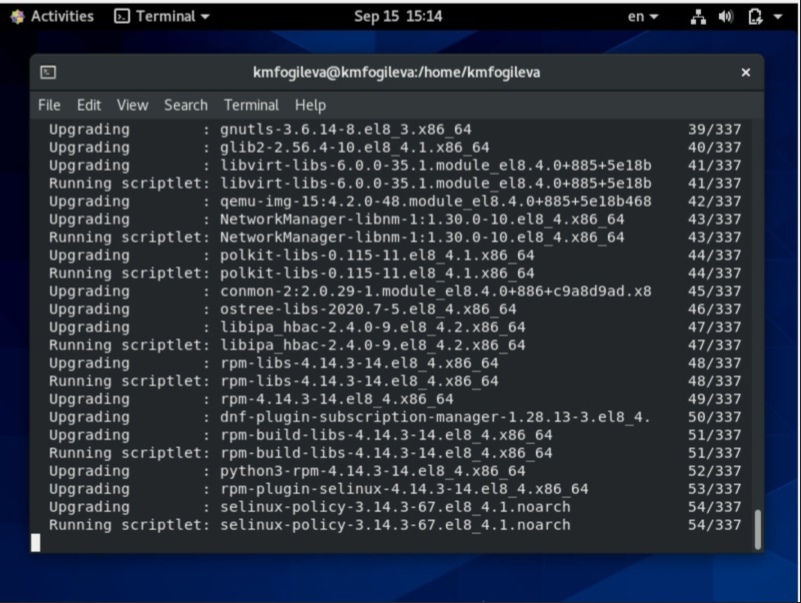 Activities Terminal Sep 15 15:14 en
kmfogileva@kmfogileva:/home/kmfogileva ×
File Edit View Search Terminal Help
Upgrading : gnutls-3.6.14-8.el8_3.x86_64 39/337
Upgrading : glib2-2.56.4-10.el8_4.1.x86_64 40/337
Upgrading : libvirt-libs-6.0.0-35.1.module_el8.4.0+885+5e18b 41/337
Running scriptlet: libvirt-libs-6.0.0-35.1.module_el8.4.0+885+5e18b 41/337
Upgrading : qemu-img-15:4.2.0-48.module_el8.4.0+885+5e18b468 42/337
Upgrading : NetworkManager-libnm-1:1.30.0-10.el8_4.x86_64 43/337
Running scriptlet: NetworkManager-libnm-1:1.30.0-10.el8_4.x86_64 43/337
Upgrading : polkit-libs-0.115-11.el8_4.1.x86_64 44/337
Running scriptlet: polkit-libs-0.115-11.el8_4.1.x86_64 44/337
Upgrading : conmon-2:2.0.29-1.module_el8.4.0+886+c9a8d9ad.x8 45/337
Upgrading : ostree-libs-2020.7-5.el8_4.x86_64 46/337
Upgrading : libipa_hbac-2.4.0-9.el8_4.2.x86_64 47/337
Running scriptlet: libipa_hbac-2.4.0-9.el8_4.2.x86_64 47/337
Upgrading : rpm-libs-4.14.3-14.el8_4.x86_64 48/337
Running scriptlet: rpm-libs-4.14.3-14.el8_4.x86_64 48/337
Upgrading : rpm-4.14.3-14.el8_4.x86_64 49/337
Upgrading : dnf-plugin-subscription-manager-1.28.13-3.el8_4. 50/337
Upgrading : rpm-build-libs-4.14.3-14.el8_4.x86_64 51/337
Running scriptlet: rpm-build-libs-4.14.3-14.el8_4.x86_64 51/337
Upgrading : python3-rpm-4.14.3-14.el8_4.x86_64 52/337
Upgrading : rpm-plugin-selinux-4.14.3-14.el8_4.x86_64 53/337
Upgrading : selinux-policy-3.14.3-67.el8_4.1.noarch 54/337
Running scriptlet: selinux-policy-3.14.3-67.el8_4.1.noarch 54/337